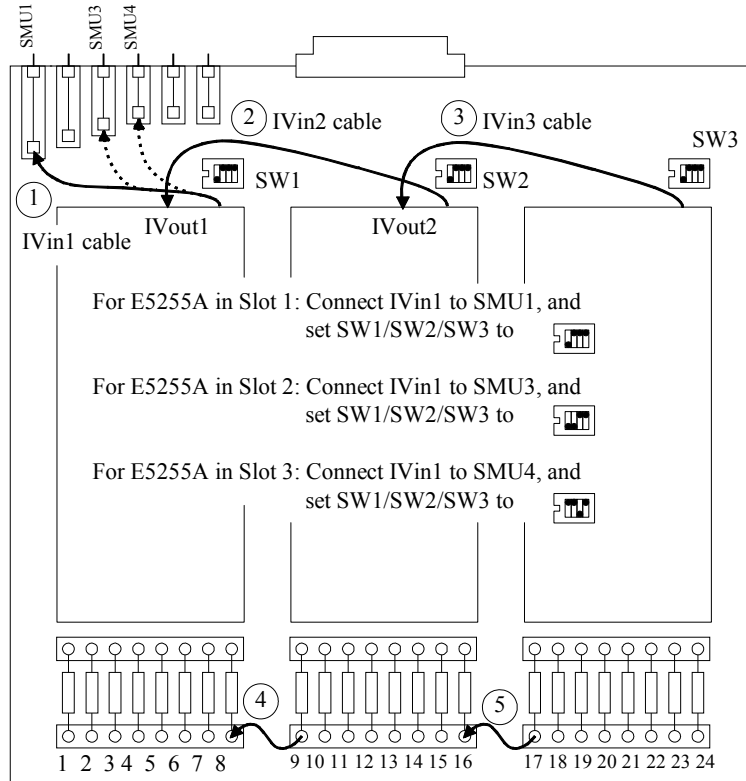 SMU1 SMU3 SMU4
2 IVin2 cable 3 IVin3 cable
SW3
1 SW1 SW2
IVin1 cable IVout1 IVout2
For E5255A in Slot 1: Connect IVin1 to SMU1, and
set SW1/SW2/SW3 to
For E5255A in Slot 2: Connect IVin1 to SMU3, and
set SW1/SW2/SW3 to
For E5255A in Slot 3: Connect IVin1 to SMU4, and
set SW1/SW2/SW3 to
4 5
1 2 3 4 5 6 7 8 9 10 11 12 13 14 15 16 17 18 19 20 21 22 23 24